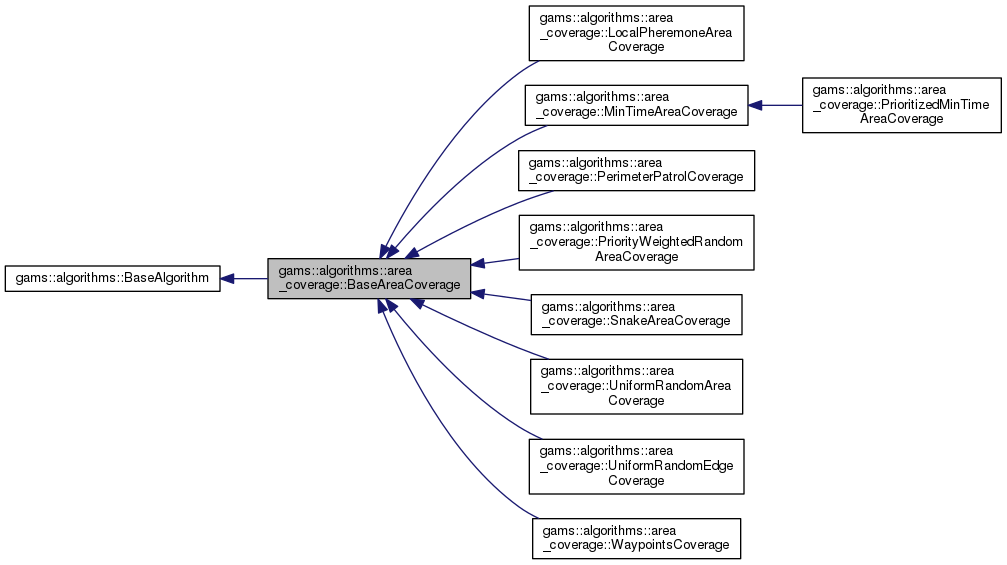 gams::algorithms::BaseAlgorithm
gams::algorithms::area
_coverage::BaseAreaCoverage
gams::algorithms::area
_coverage::LocalPheremoneArea
Coverage
gams::algorithms::area
_coverage::MinTimeAreaCoverage
gams::algorithms::area
_coverage::PrioritizedMinTime
AreaCoverage
gams::algorithms::area
_coverage::PerimeterPatrolCoverage
gams::algorithms::area
_coverage::PriorityWeightedRandom
AreaCoverage
gams::algorithms::area
_coverage::SnakeAreaCoverage
gams::algorithms::area
_coverage::UniformRandomArea
Coverage
gams::algorithms::area
_coverage::UniformRandomEdge
Coverage
gams::algorithms::area
_coverage::WaypointsCoverage